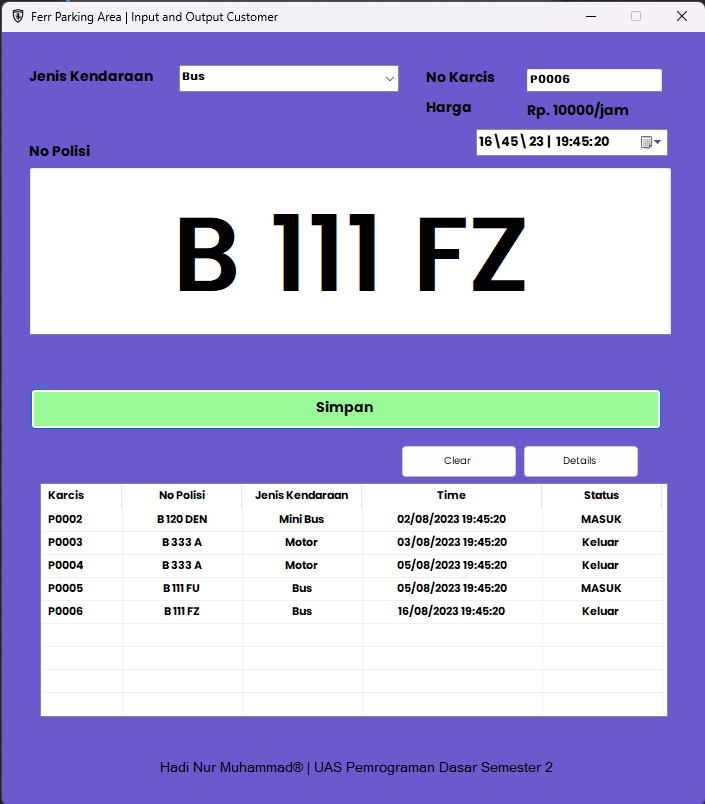 Ferr Parking Area | Input and Output Customer
Jenis Kendaraan Bus No Karcis P0006
Harga Rp. 10000/jam
16\45\23 | 19:45:20
No Polisi
B 111 FZ
Simpan
Clear Details
Karcis No Polisi Jenis Kendaraan Time Status
P0002 B 120 DEN Mini Bus 02/08/2023 19:45:20 MASUK
P0003 B 333 A Motor 03/08/2023 19:45:20 Keluar
P0004 B 333 A Motor 05/08/2023 19:45:20 Keluar
P0005 B 111 FU Bus 05/08/2023 19:45:20 MASUK
P0006 B 111 FZ Bus 16/08/2023 19:45:20 Keluar
Hadi Nur Muhammad® | UAS Pemrograman Dasar Semester 2